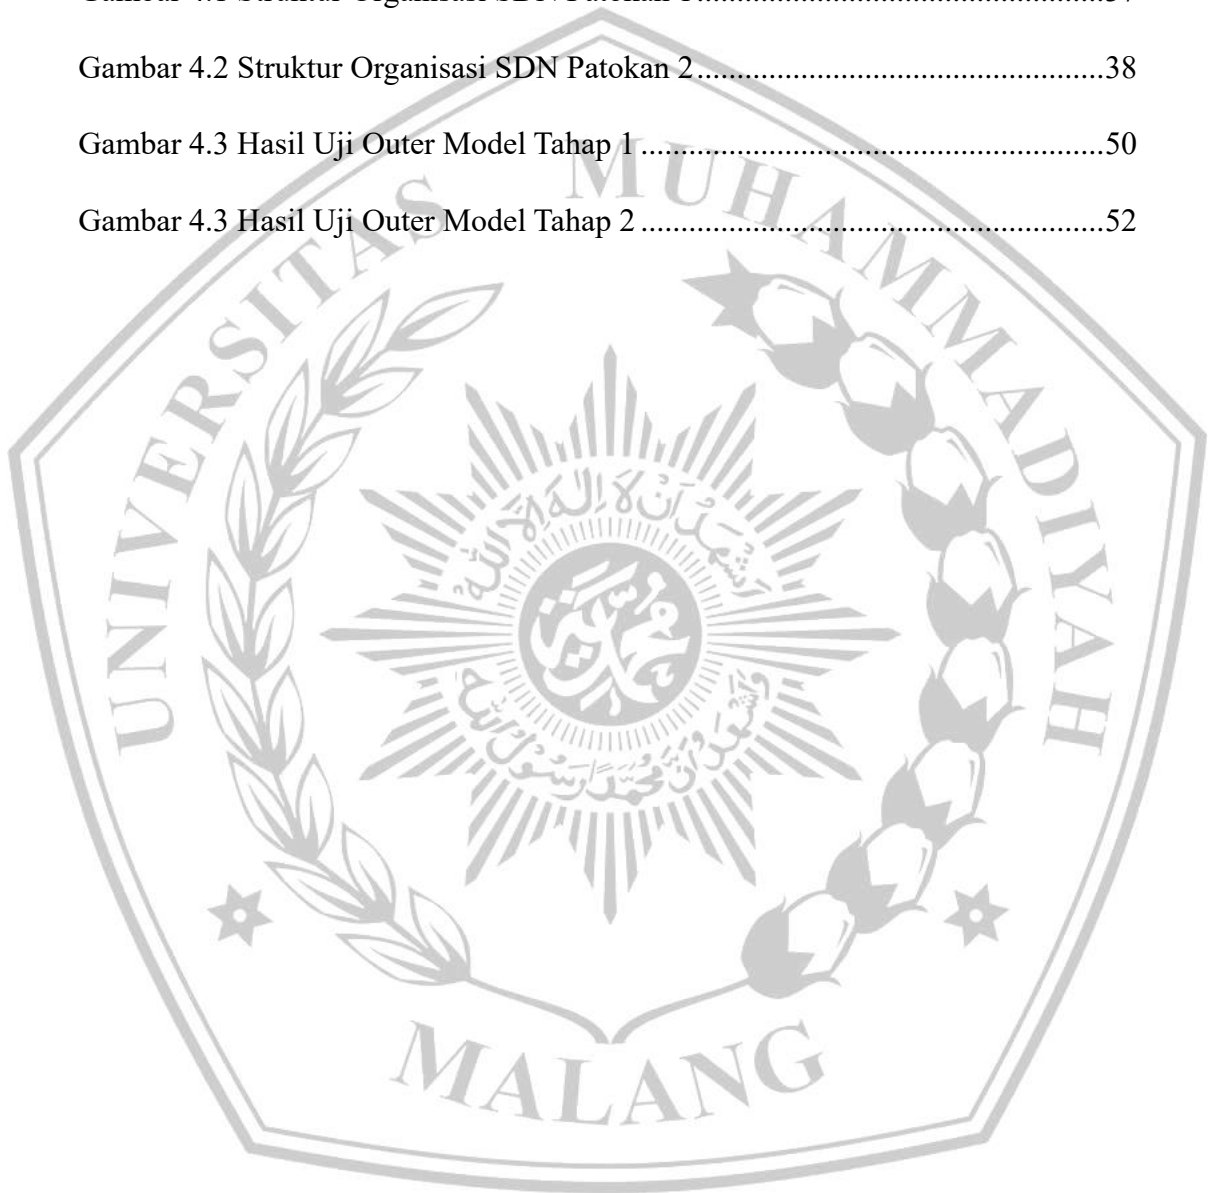 Gambar 4.2 Struktur Organisasi SDN Patokan 2.................................................38
Gambar 4.3 Hasil Uji Outer Model Tahap 1........................................................50
Gambar 4.3 Hasil Uji Outer Model Tahap 2........................................................52
UNIVERSITAS MUHAMMADIYAH
MALANG